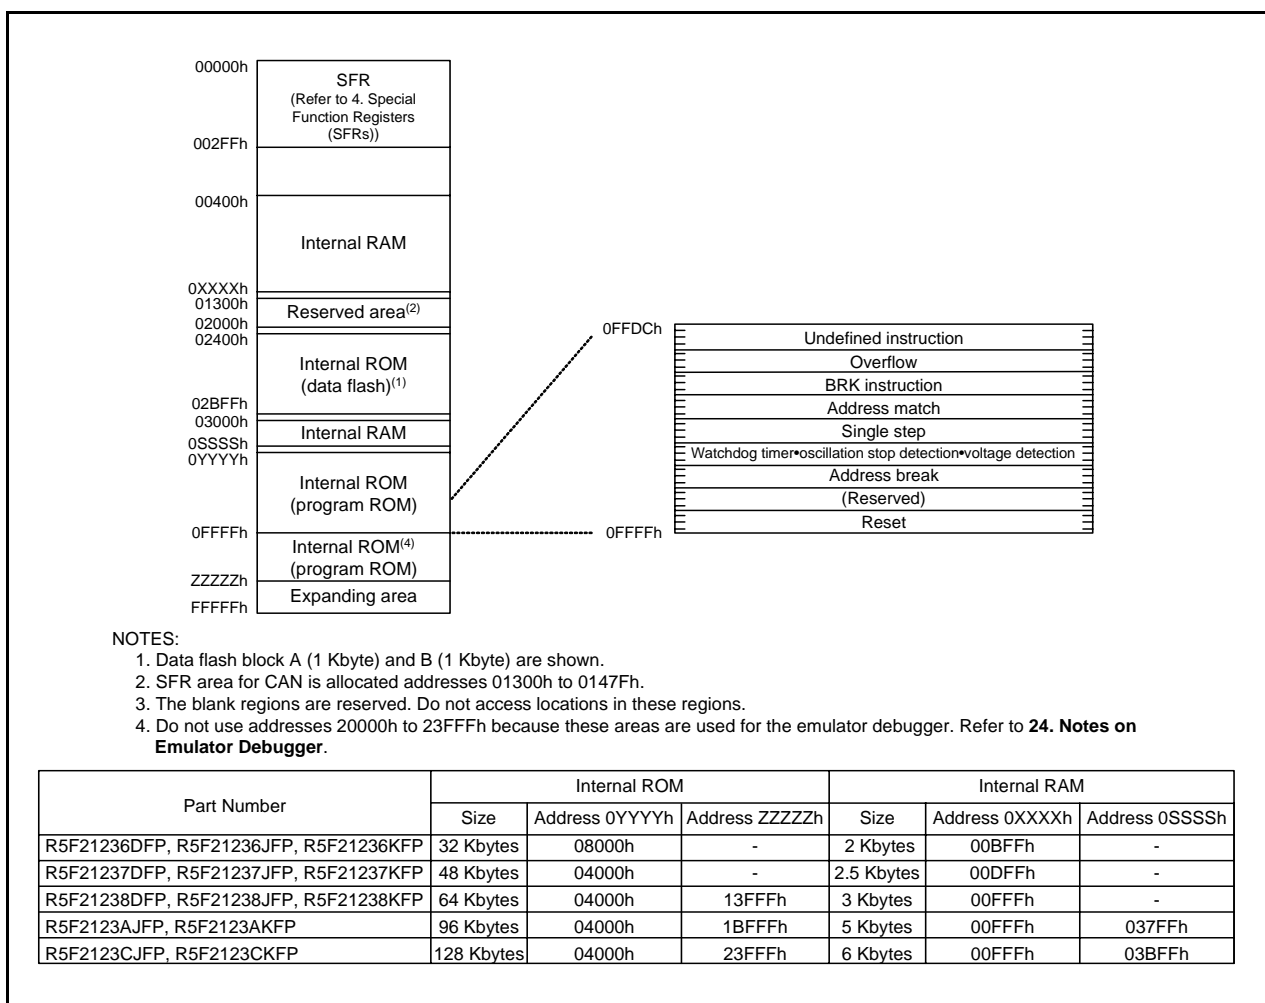 00000h
SFR
(Refer to 4. Special
Function Registers
(SFRs))
002FFh
00400h
Internal RAM
0XXXXh
01300h
Reserved area(2)
02000h
02400h
Internal ROM
(data flash)(1)
02BFFh
03000h
Internal RAM
0SSSSh
0YYYYh
Internal ROM
(program ROM)
0FFFFh
Internal ROM(4)
(program ROM)
ZZZZZh
Expanding area
FFFFFh
0FFDCh
Undefined instruction
Overflow
BRK instruction
Address match
Single step
Watchdog timer•oscillation stop detection•voltage detection
Address break
(Reserved)
Reset
0FFFFh
NOTES:
1. Data flash block A (1 Kbyte) and B (1 Kbyte) are shown.
2. SFR area for CAN is allocated addresses 01300h to 0147Fh.
3. The blank regions are reserved. Do not access locations in these regions.
4. Do not use addresses 20000h to 23FFFh because these areas are used for the emulator debugger. Refer to 24. Notes on
Emulator Debugger.
Part Number Internal ROM Internal RAM
Size Address 0YYYYh Address ZZZZZh Size Address 0XXXXh Address 0SSSSh
R5F21236DFP, R5F21236JFP, R5F21236KFP 32 Kbytes 08000h - 2 Kbytes 00BFFh -
R5F21237DFP, R5F21237JFP, R5F21237KFP 48 Kbytes 04000h - 2.5 Kbytes 00DFFh -
R5F21238DFP, R5F21238JFP, R5F21238KFP 64 Kbytes 04000h 13FFFh 3 Kbytes 00FFFh -
R5F2123AJFP, R5F2123AKFP 96 Kbytes 04000h 1BFFFh 5 Kbytes 00FFFh 037FFh
R5F2123CJFP, R5F2123CKFP 128 Kbytes 04000h 23FFFh 6 Kbytes 00FFFh 03BFFh